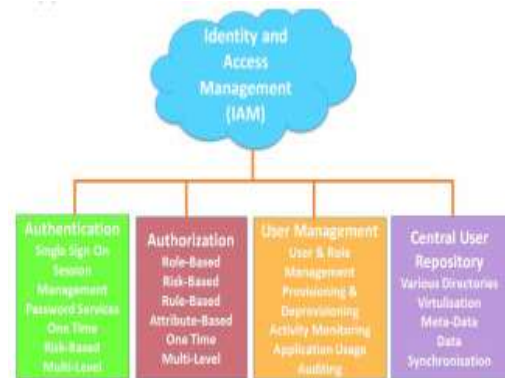 Identity and
Access
Management
(IAM)
Authentication
Single Sign On
Session
Management
Password Services
One Time
Risk-Based
Multi-Level
Authorization
Role-Based
Risk-Based
Rule-Based
Attribute-Based
One Time
Multi-Level
User Management
User & Role
Management
Provisioning &
Deprovisioning
Activity Monitoring
Application Usage
Auditing
Central User
Repository
Various Directories
Virtulisation
Meta-Data
Data
Synchronisation